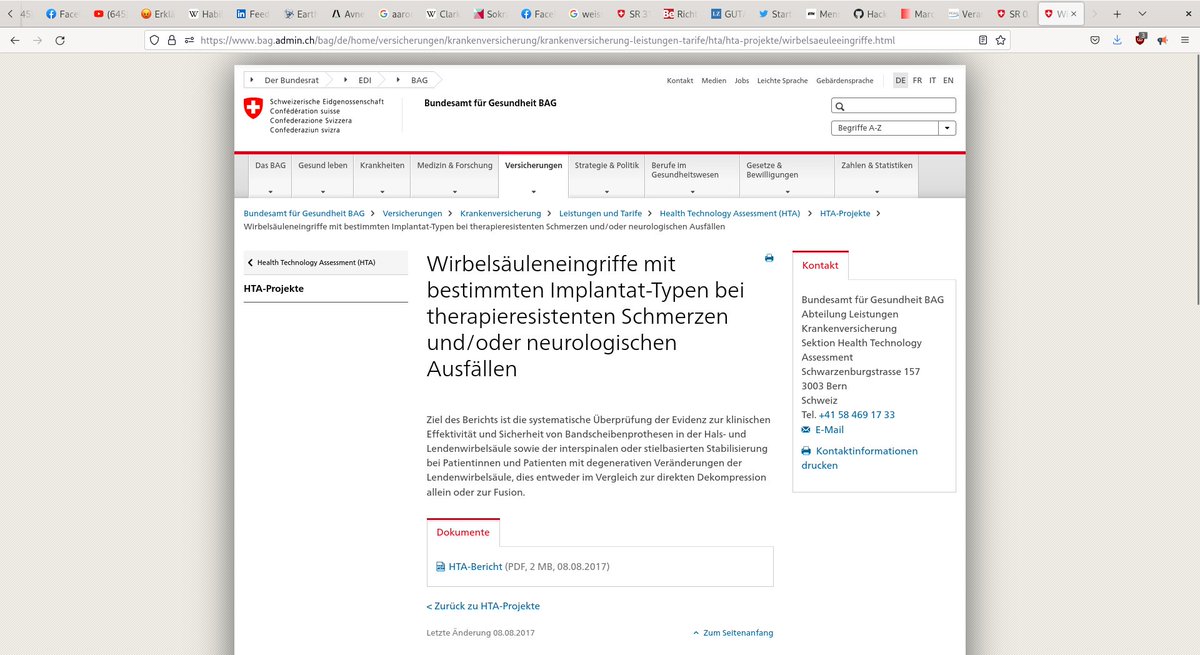 45.
Face
(645
Erklä
Habi
Feed
Earth
Avne
aaro
Clark
Sokra
Face
weiss
SR 31
Richt
GUTA
Start
Men
Hack
Marc
Vera
SR 0.
Wi
https://www.bag.admin.ch/bag/de/home/versicherungen/krankenversicherung/krankenversicherung-leistungen-tarife/hta/hta-projekte/wirbelsaeuleeingriffe.html
Der Bundesrat
EDI
BAG
Kontakt Medien Jobs Leichte Sprache Gebärdensprache
DE FR IT EN
Schweizerische Eidgenossenschaft
Confédération suisse
Confederazione Svizzera
Confederaziun svizra
Bundesamt für Gesundheit BAG
Begriffe A-Z
Das BAG
Gesund leben
Krankheiten
Medizin & Forschung
Versicherungen
Strategie & Politik
Berufe im
Gesundheitswesen
Gesetze &
Bewilligungen
Zahlen & Statistiken
Bundesamt für Gesundheit BAG > Versicherungen > Krankenversicherung > Leistungen und Tarife > Health Technology Assessment (HTA) > HTA-Projekte >
Wirbelsäuleneingriffe mit bestimmten Implantat-Typen bei therapieresistenten Schmerzen und/oder neurologischen Ausfällen
Health Technology Assessment (HTA)
HTA-Projekte
Wirbelsäuleneingriffe mit
bestimmten Implantat-Typen bei
therapieresistenten Schmerzen
und/oder neurologischen
Ausfällen
Ziel des Berichts ist die systematische Überprüfung der Evidenz zur klinischen
Effektivität und Sicherheit von Bandscheibenprothesen in der Hals- und
Lendenwirbelsäule sowie der interspinalen oder stielbasierten Stabilisierung
bei Patientinnen und Patienten mit degenerativen Veränderungen der
Lendenwirbelsäule, dies entweder im Vergleich zur direkten Dekompression
allein oder zur Fusion.
Dokumente
HTA-Bericht (PDF, 2 MB, 08.08.2017)
< Zurück zu HTA-Projekte
Letzte Änderung 08.08.2017
Zum Seitenanfang
Kontakt
Bundesamt für Gesundheit BAG
Abteilung Leistungen
Krankenversicherung
Sektion Health Technology
Assessment
Schwarzenburgstrasse 157
3003 Bern
Schweiz
Tel. +41 58 469 17 33
E-Mail
Kontaktinformationen
drucken